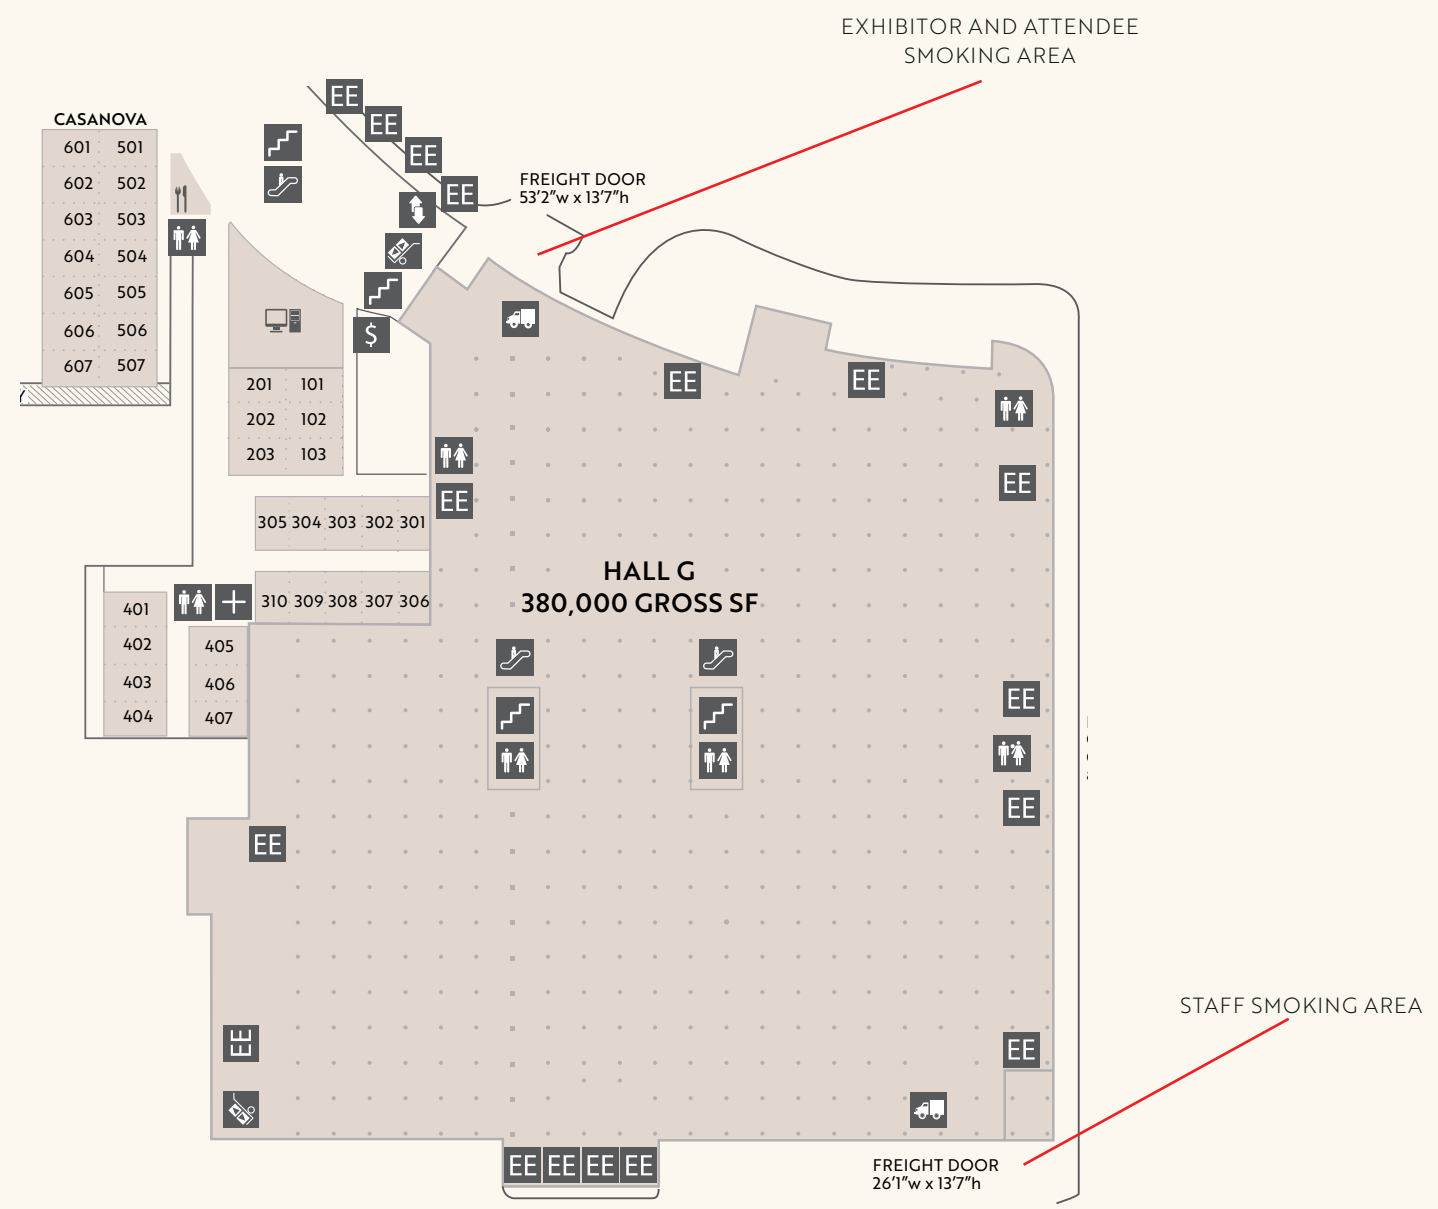 EXHIBITOR AND ATTENDEE
SMOKING AREA
EE
EE
EE
EE
CASANOVA
601 501
602 502
603 503
604 504
605 505
606 506
607 507
FREIGHT DOOR
53'2"w x 13'7"h
$
201 101
202 102
203 103
EE
EE
EE
EE
305 304 303 302 301
310 309 308 307 306
HALL G
380,000 GROSS SF
401
402
403
404
405
406
407
EE
EE
EE
EE
EE
EE EE EE EE
STAFF SMOKING AREA
FREIGHT DOOR
26'1"w x 13'7"h